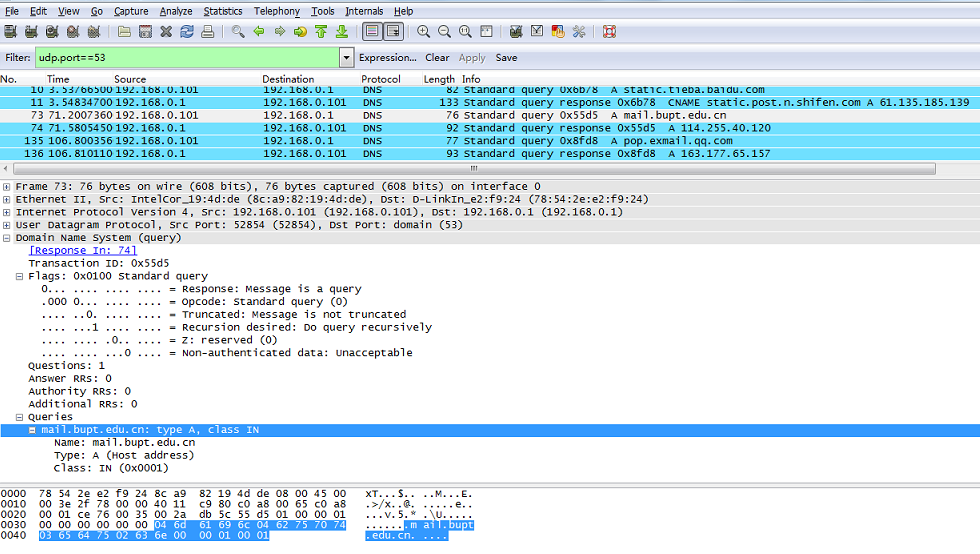 File Edit View Go Capture Analyze Statistics Telephony Tools Internals Help
Filter: udp.port==53 Expression... Clear Apply Save
No. Time Source Destination Protocol Length Info
10 3.53766500 192.168.0.101 192.168.0.1 DNS 82 Standard query 0x6b78 A static.tieba.baidu.com
11 3.54834700 192.168.0.1 192.168.0.101 DNS 133 Standard query response 0x6b78 CNAME static.post.n.shifen.com A 61.135.185.139
73 71.2007360 192.168.0.101 192.168.0.1 DNS 76 Standard query 0x55d5 A mail.bupt.edu.cn
74 71.5805450 192.168.0.1 192.168.0.101 DNS 92 Standard query response 0x55d5 A 114.255.40.120
135 106.800356 192.168.0.101 192.168.0.1 DNS 77 Standard query 0x8fd8 A pop.exmail.qq.com
136 106.810110 192.168.0.1 192.168.0.101 DNS 93 Standard query response 0x8fd8 A 163.177.65.157
Frame 73: 76 bytes on wire (608 bits), 76 bytes captured (608 bits) on interface 0
Ethernet II, Src: IntelCor_19:4d:de (8c:a9:82:19:4d:de), Dst: D-LinkIn_e2:f9:24 (78:54:2e:e2:f9:24)
Internet Protocol Version 4, Src: 192.168.0.101 (192.168.0.101), Dst: 192.168.0.1 (192.168.0.1)
User Datagram Protocol, Src Port: 52854 (52854), Dst Port: domain (53)
Domain Name System (query)
[Response In: 74]
Transaction ID: 0x55d5
Flags: 0x0100 Standard query
0... .... .... .... = Response: Message is a query
.000 0... .... .... = Opcode: Standard query (0)
.... ..0. .... .... = Truncated: Message is not truncated
.... ...1 .... .... = Recursion desired: Do query recursively
.... .... .0.. .... = Z: reserved (0)
.... .... ...0 .... = Non-authenticated data: Unacceptable
Questions: 1
Answer RRs: 0
Authority RRs: 0
Additional RRs: 0
Queries
mail.bupt.edu.cn: type A, class IN
Name: mail.bupt.edu.cn
Type: A (Host address)
Class: IN (0x0001)
0000 78 54 2e e2 f9 24 8c a9 82 19 4d de 08 00 45 00 xT...$.. ..M...E.
0010 00 3e 2f 78 00 00 40 11 c9 80 c0 a8 00 65 c0 a8 .>/x..@. .....e..
0020 00 01 ce 76 00 35 00 2a db 5c 55 d5 01 00 00 01 ...v.5.* .\U.....
0030 00 00 00 00 00 00 04 6d 61 69 6c 04 62 75 70 74 .......m ail.bupt
0040 03 65 64 75 02 63 6e 00 00 01 00 01 .edu.cn. ....